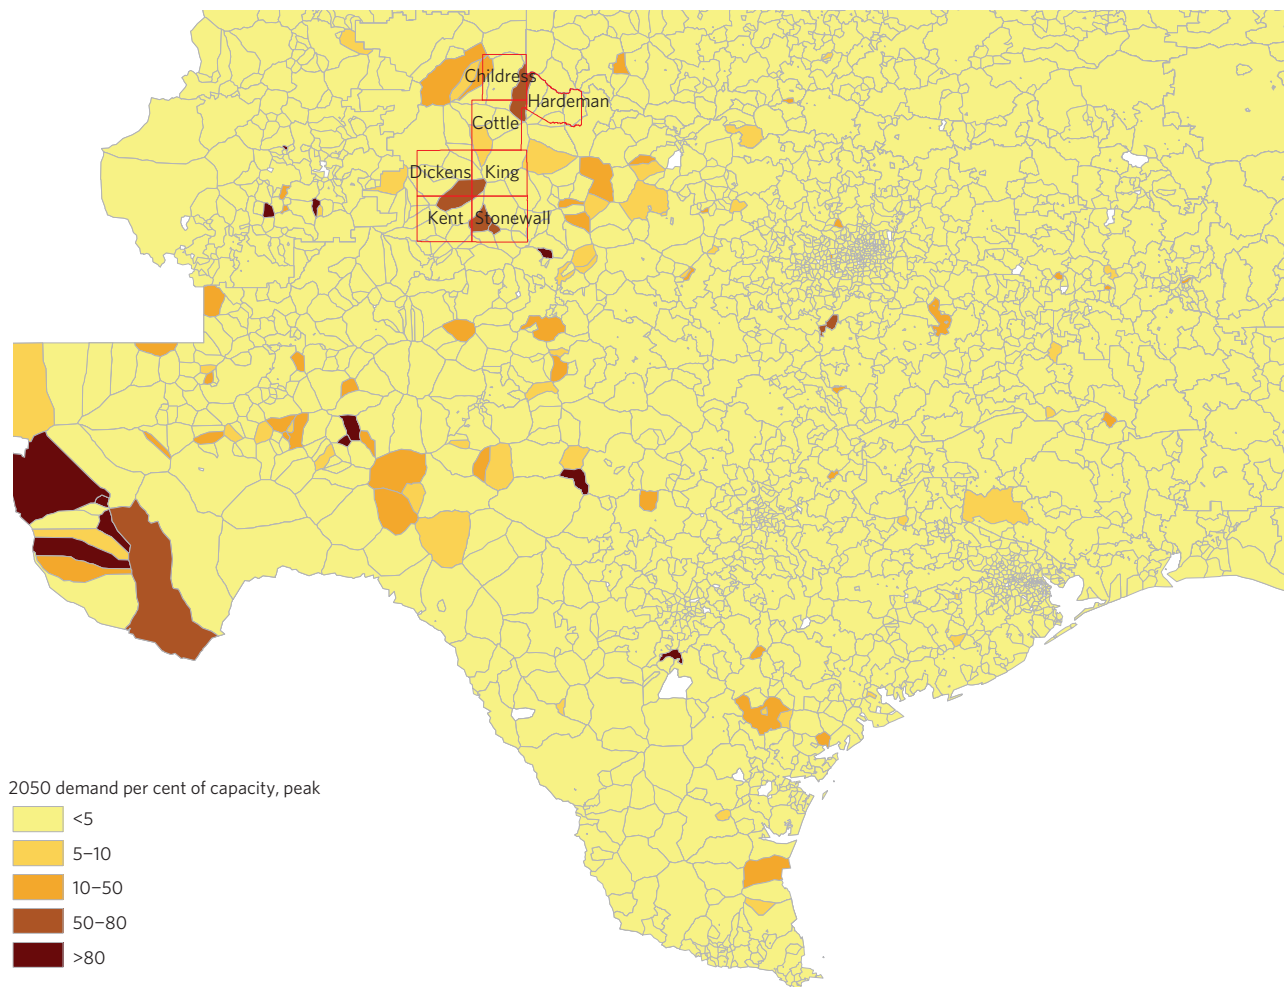 Childress
Hardeman
Cottle
Dickens
King
Kent
Stonewall
2050 demand per cent of capacity, peak
<5
5–10
10–50
50–80
>80